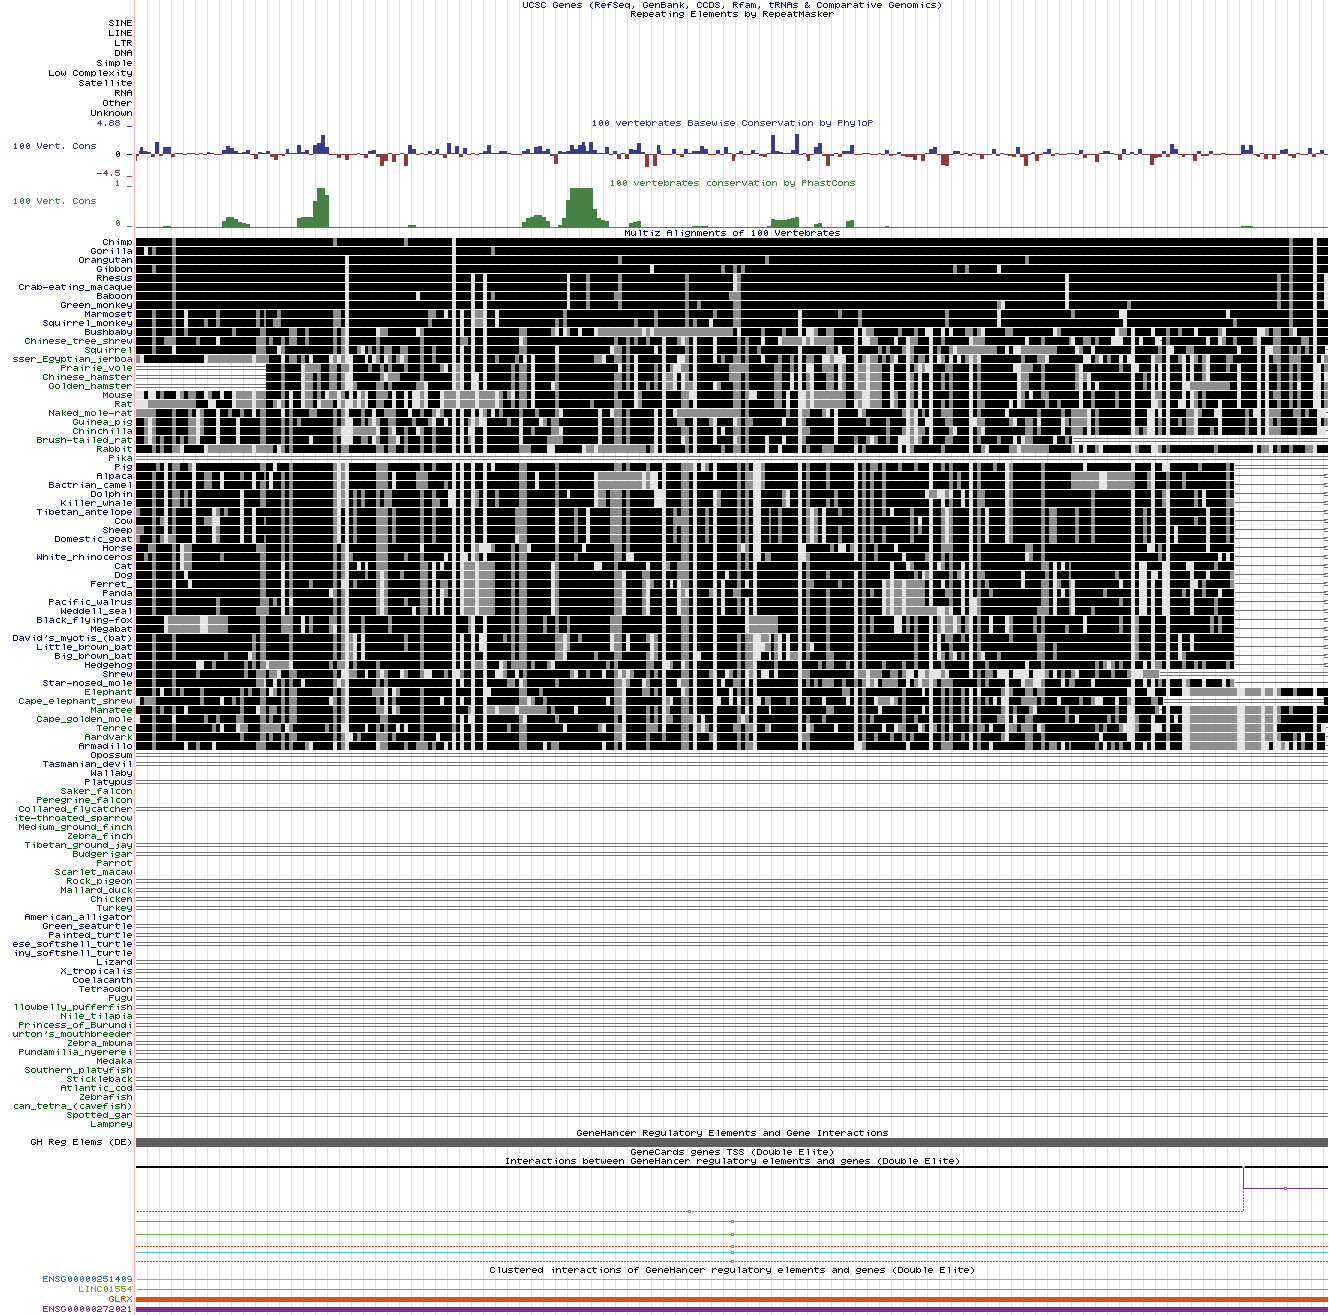 UCSC Genes (RefSeq, GenBank, CCDS, Rfam, tRNAs & Comparative Genomics)
Repeating Elements by RepeatMasker
SINE
LINE
LTR
DNA
Simple
Low Complexity
Satellite
RNA
Other
Unknown
4.88 _
100 vertebrates Basewise Conservation by PhyloP
100 Vert. Cons
0 -
-4.5 _
1 _
100 vertebrates conservation by PhastCons
100 Vert. Cons
0 _
Multiz Alignments of 100 Vertebrates
Chimp
Gorilla
Orangutan
Gibbon
Rhesus
Crab-eating_macaque
Baboon
Green_monkey
Marmoset
Squirrel_monkey
Bushbaby
Chinese_tree_shrew
Squirrel
sser_Egyptian_jerboa
Prairie_vole
Chinese_hamster
Golden_hamster
Mouse
Rat
Naked_mole-rat
Guinea_pig
Chinchilla
Brush-tailed_rat
Rabbit
Pika
Pig
Alpaca
Bactrian_camel
Dolphin
Killer_whale
Tibetan_antelope
Cow
Sheep
Domestic_goat
Horse
White_rhinoceros
Cat
Dog
Ferret_
Panda
Pacific_walrus
Weddell_seal
Black_flying-fox
Megabat
David's_myotis_(bat)
Little_brown_bat
Big_brown_bat
Hedgehog
Shrew
Star-nosed_mole
Elephant
Cape_elephant_shrew
Manatee
Cape_golden_mole
Tenrec
Aardvark
Armadillo
Opossum
Tasmanian_devil
Wallaby
Platypus
Saker_falcon
Peregrine_falcon
Collared_flycatcher
ite-throated_sparrow
Medium_ground_finch
Zebra_finch
Tibetan_ground_jay
Budgerigar
Parrot
Scarlet_macaw
Rock_pigeon
Mallard_duck
Chicken
Turkey
American_alligator
Green_seaturtle
Painted_turtle
ese_softshell_turtle
iny_softshell_turtle
Lizard
X_tropicalis
Coelacanth
Tetraodon
Fugu
llowbelly_pufferfish
Nile_tilapia
Princess_of_Burundi
urton's_mouthbreeder
Zebra_mbuna
Pundamilia_nyererei
Medaka
Southern_platyfish
Stickleback
Atlantic_cod
Zebrafish
can_tetra_(cavefish)
Spotted_gar
Lamprey
GeneHancer Regulatory Elements and Gene Interactions
GH Reg Elems (DE)
GeneCards genes TSS (Double Elite)
Interactions between GeneHancer regulatory elements and genes (Double Elite)
Clustered interactions of GeneHancer regulatory elements and genes (Double Elite)
ENSG00000251409
LINC01554
GLRX
ENSG00000272021